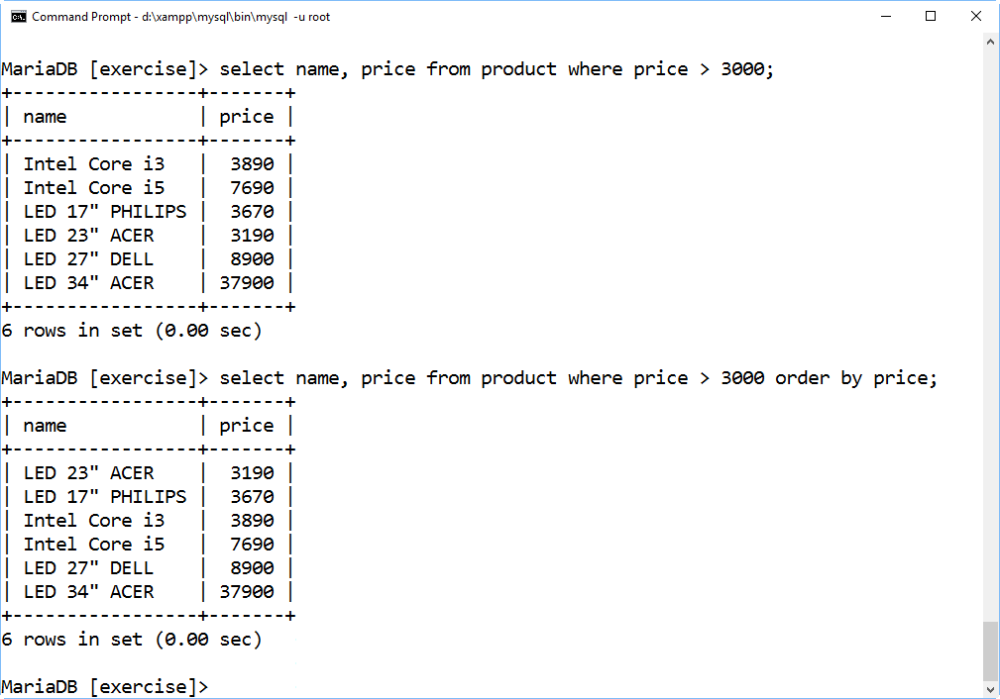 Command Prompt - d:\xampp\mysql\bin\mysql  -u root
MariaDB [exercise]> select name, price from product where price > 3000;
+-----------------+-------+
| name            | price |
+-----------------+-------+
| Intel Core i3   |  3890 |
| Intel Core i5   |  7690 |
| LED 17" PHILIPS |  3670 |
| LED 23" ACER    |  3190 |
| LED 27" DELL    |  8900 |
| LED 34" ACER    | 37900 |
+-----------------+-------+
6 rows in set (0.00 sec)
MariaDB [exercise]> select name, price from product where price > 3000 order by price;
+-----------------+-------+
| name            | price |
+-----------------+-------+
| LED 23" ACER    |  3190 |
| LED 17" PHILIPS |  3670 |
| Intel Core i3   |  3890 |
| Intel Core i5   |  7690 |
| LED 27" DELL    |  8900 |
| LED 34" ACER    | 37900 |
+-----------------+-------+
6 rows in set (0.00 sec)
MariaDB [exercise]>